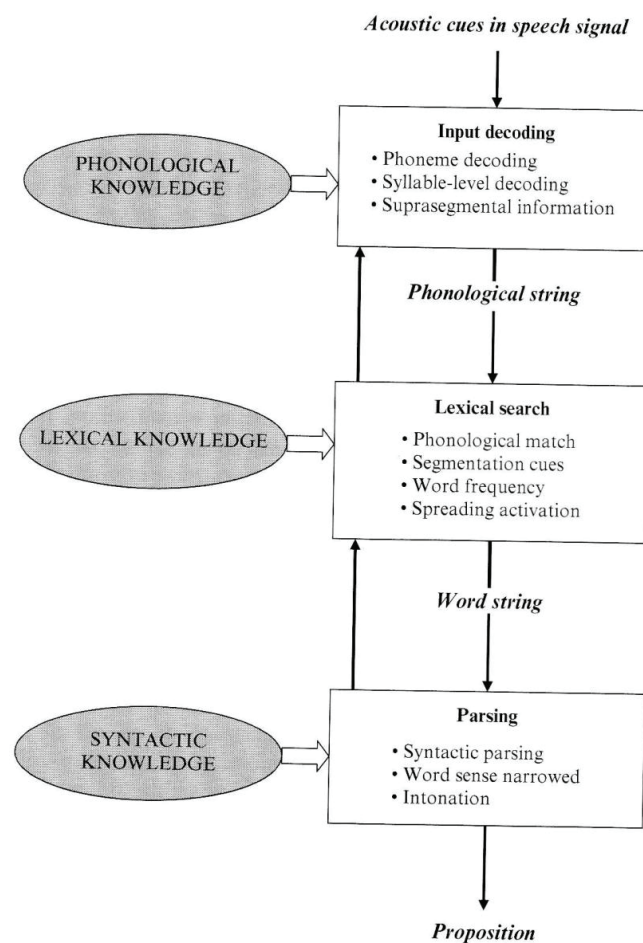 Acoustic cues in speech signal
Input decoding
• Phoneme decoding
• Syllable-level decoding
• Suprasegmental information
PHONOLOGICAL
KNOWLEDGE
Phonological string
Lexical search
• Phonological match
• Segmentation cues
• Word frequency
• Spreading activation
LEXICAL KNOWLEDGE
Word string
Parsing
• Syntactic parsing
• Word sense narrowed
• Intonation
SYNTACTIC
KNOWLEDGE
Proposition